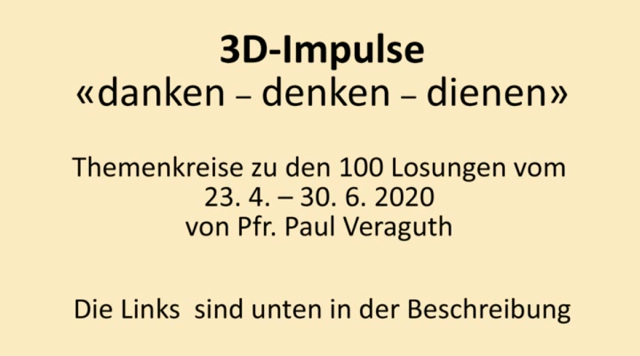 3D-Impulse
«danken – denken – dienen»
Themenkreise zu den 100 Losungen vom
23. 4. – 30. 6. 2020
von Pfr. Paul Veraguth
Die Links  sind unten in der Beschreibung